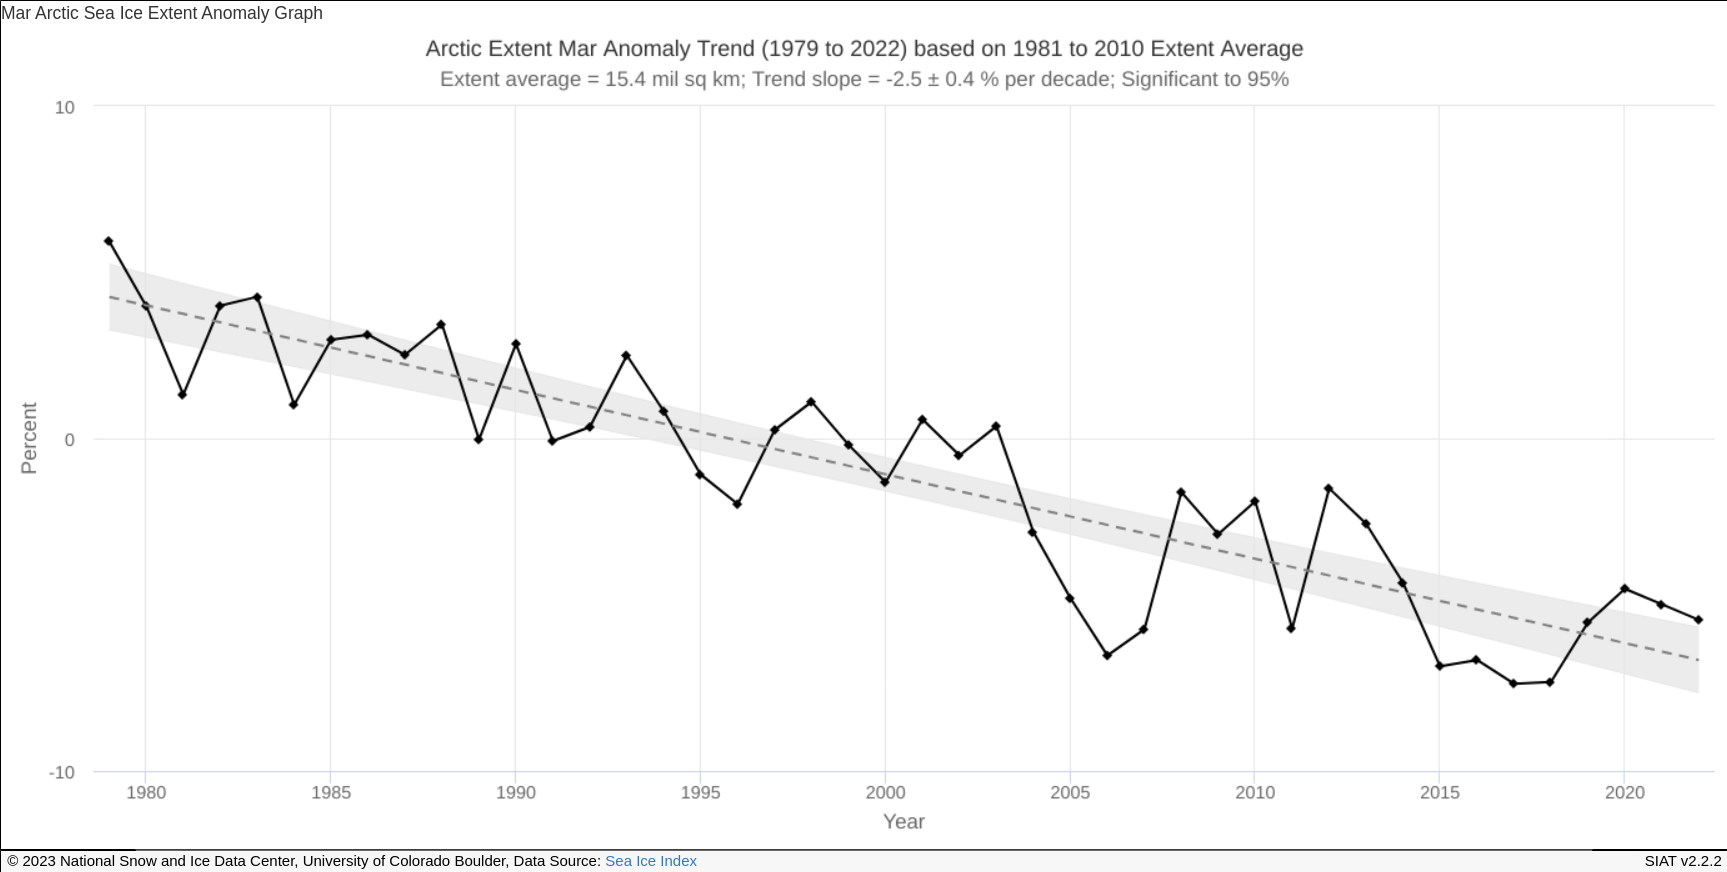 Mar Arctic Sea Ice Extent Anomaly Graph
Arctic Extent Mar Anomaly Trend (1979 to 2022) based on 1981 to 2010 Extent Average
Extent average = 15.4 mil sq km; Trend slope = -2.5 ± 0.4 % per decade; Significant to 95%
10
0
-10
Percent
1980 1985 1990 1995 2000 2005 2010 2015 2020
Year
© 2023 National Snow and Ice Data Center, University of Colorado Boulder, Data Source: Sea Ice Index
SIAT v2.2.2